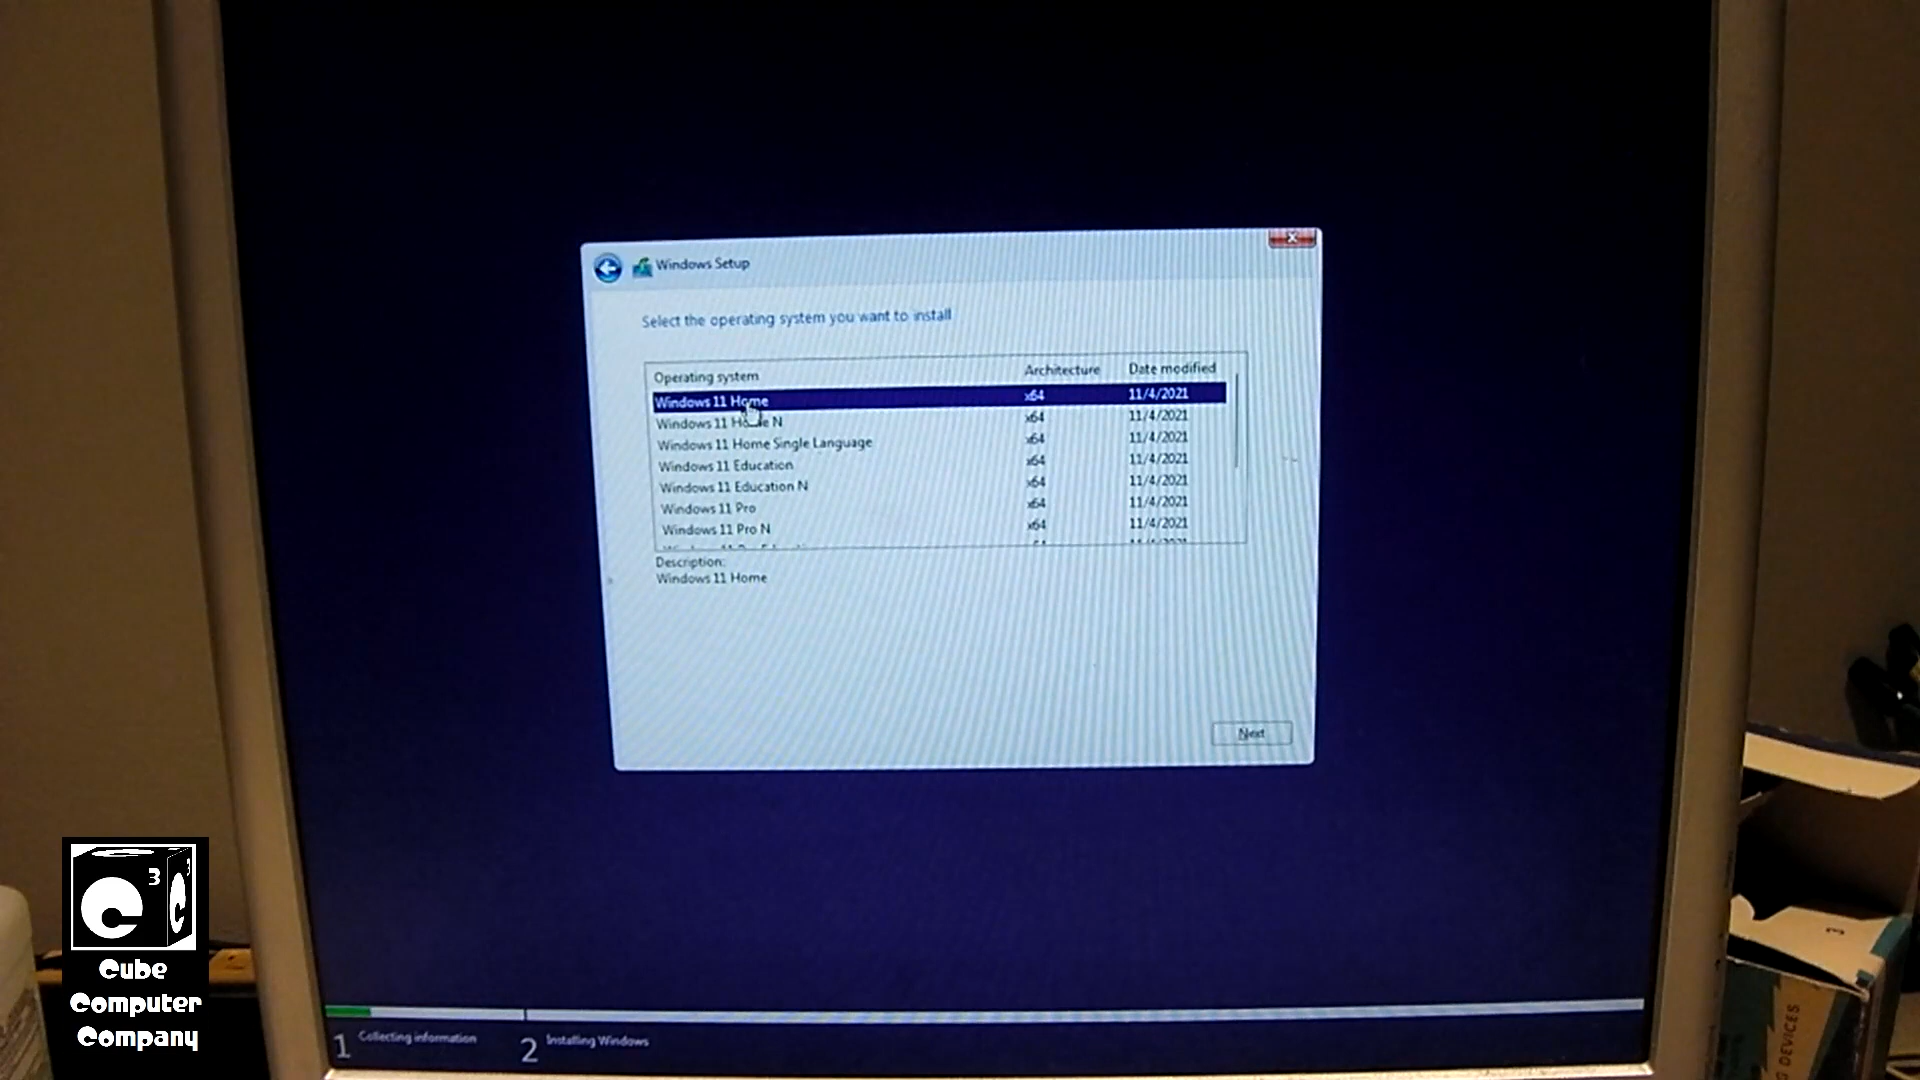 Windows Setup
Select the operating system you want to install
Operating system Architecture Date modified
Windows 11 Home x64 11/4/2021
Windows 11 Home N x64 11/4/2021
Windows 11 Home Single Language x64 11/4/2021
Windows 11 Education x64 11/4/2021
Windows 11 Education N x64 11/4/2021
Windows 11 Pro x64 11/4/2021
Windows 11 Pro N x64 11/4/2021
Description:
Windows 11 Home
Next
1 Collecting information 2 Installing Windows
C 3 C 3
Cube
Computer
Company
DEVICES